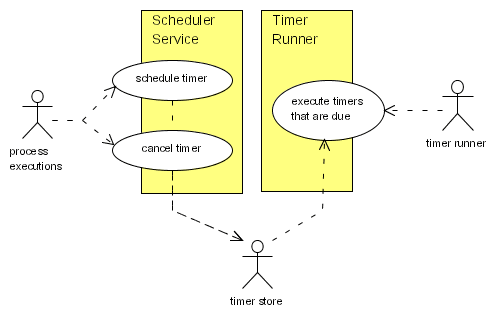 Scheduler
Service
Timer
Runner
schedule timer
execute timers
that are due
cancel timer
process
executions
timer runner
timer store